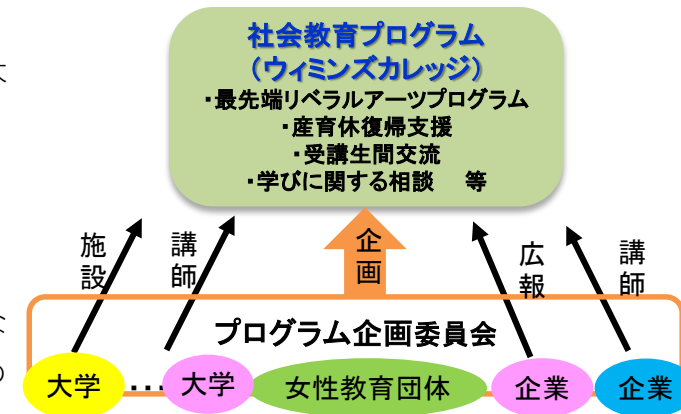 社会教育プログラム
（ウィミンズカレッジ）
・最先端リベラルアーツプログラム
・産育休復帰支援
・受講生間交流
・学びに関する相談　等
施設
講師
企画
広報
講師
プログラム企画委員会
大学
…
大学
女性教育団体
企業
企業